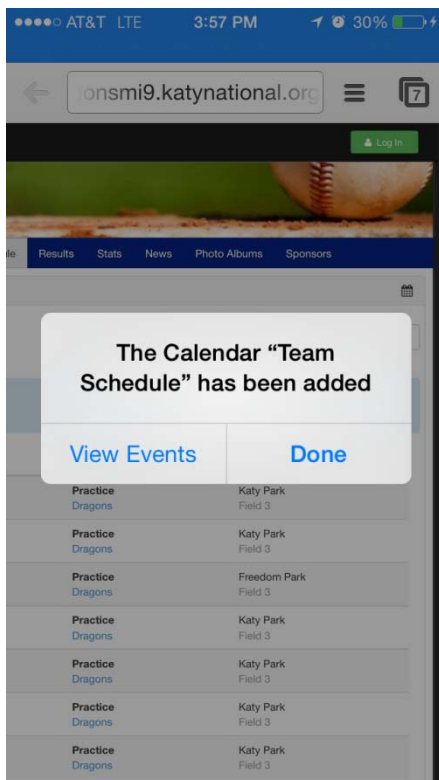 AT&T LTE 3:57 PM 30%
onsmi9.katynational.org 7
Log In
le Results Stats News Photo Albums Sponsors
The Calendar “Team
Schedule” has been added
View Events Done
Practice Katy Park
Dragons Field 3
Practice Katy Park
Dragons Field 3
Practice Freedom Park
Dragons Field 3
Practice Katy Park
Dragons Field 3
Practice Katy Park
Dragons Field 3
Practice Katy Park
Dragons Field 3
Practice Katy Park
Dragons Field 3